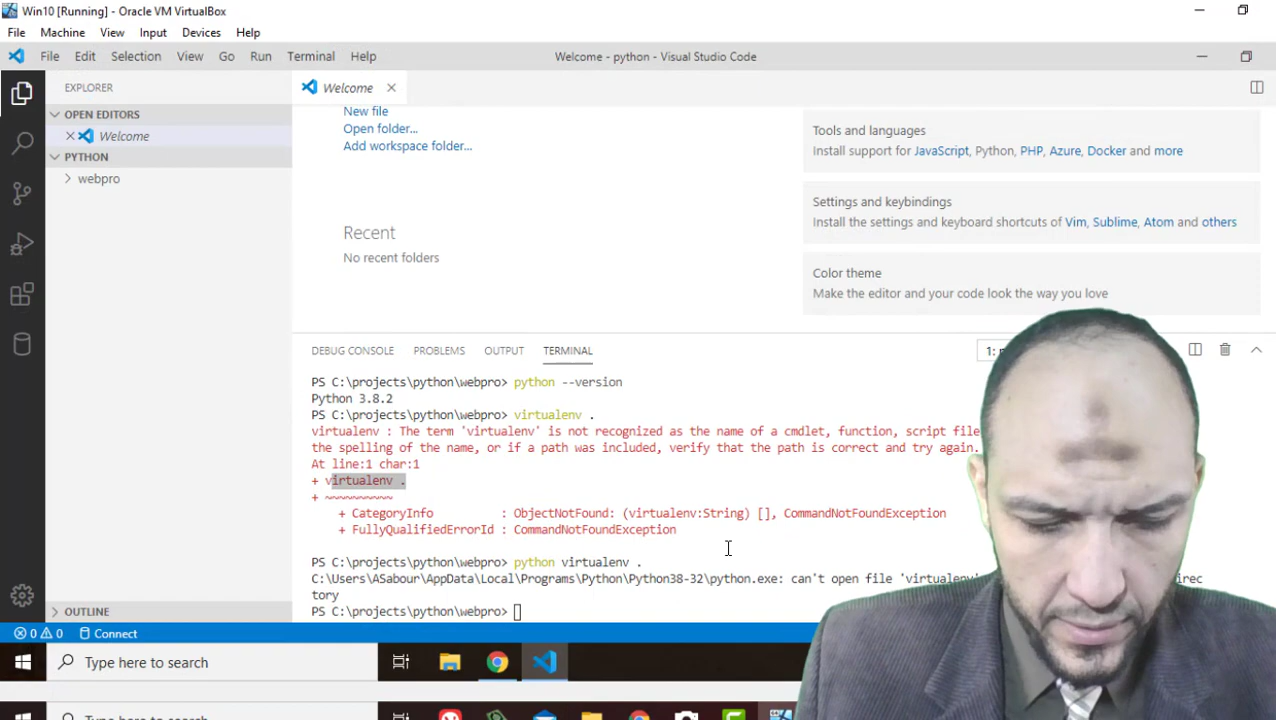 Win10 [Running] - Oracle VM VirtualBox
File Machine View Input Devices Help
File Edit Selection View Go Run Terminal Help
Welcome - python - Visual Studio Code
EXPLORER
OPEN EDITORS
Welcome
PYTHON
webpro
OUTLINE
Welcome
New file
Open folder...
Add workspace folder...
Recent
No recent folders
Tools and languages
Install support for JavaScript, Python, PHP, Azure, Docker and more
Settings and keybindings
Install the settings and keyboard shortcuts of Vim, Sublime, Atom and others
Color theme
Make the editor and your code look the way you love
DEBUG CONSOLE PROBLEMS OUTPUT TERMINAL
1:
PS C:\projects\python\webpro> python --version
Python 3.8.2
PS C:\projects\python\webpro> virtualenv .
virtualenv : The term 'virtualenv' is not recognized as the name of a cmdlet, function, script file
the spelling of the name, or if a path was included, verify that the path is correct and try again.
At line:1 char:1
+ virtualenv .
+ ~~~~~~~~~~
+ CategoryInfo : ObjectNotFound: (virtualenv:String) [], CommandNotFoundException
+ FullyQualifiedErrorId : CommandNotFoundException
PS C:\projects\python\webpro> python virtualenv .
C:\Users\ASabour\AppData\Local\Programs\Python\Python38-32\python.exe: can't open file 'virtualenv' irec
tory
PS C:\projects\python\webpro>
0 0 Connect
Type here to search
Type here to search